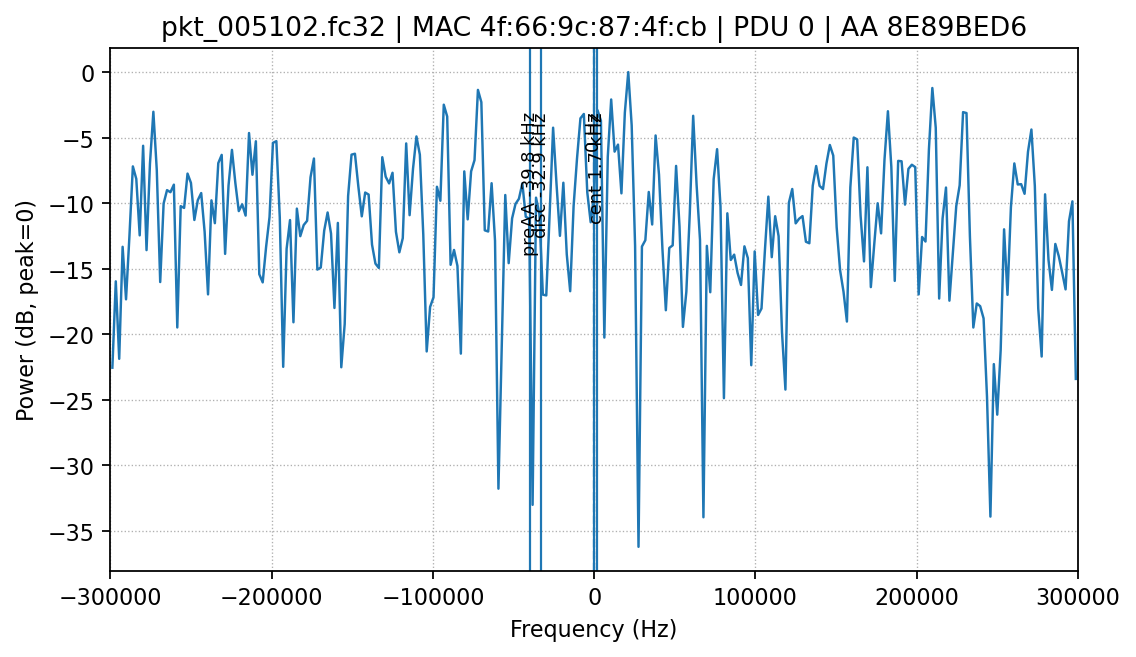 pkt_005102.fc32 | MAC 4f:66:9c:87:4f:cb | PDU 0 | AA 8E89BED6
Power (dB, peak=0)
0
−5
−10
−15
−20
−25
−30
−35
preAA -39.8 kHz
disc -32.9 kHz
cent 1.70 kHz
−300000
−200000
−100000
0
100000
200000
300000
Frequency (Hz)